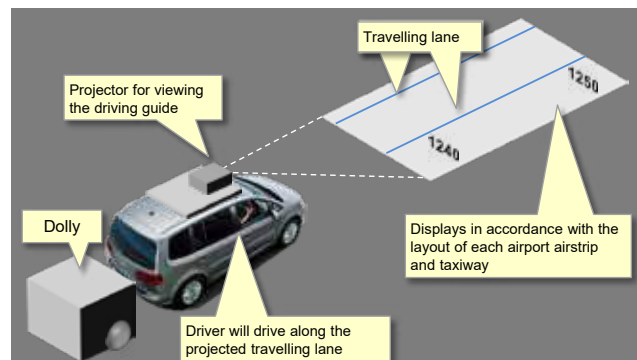 Travelling lane
Projector for viewing
the driving guide
1250
1240
Dolly
Displays in accordance with the
layout of each airport airstrip
and taxiway
Driver will drive along the
projected travelling lane